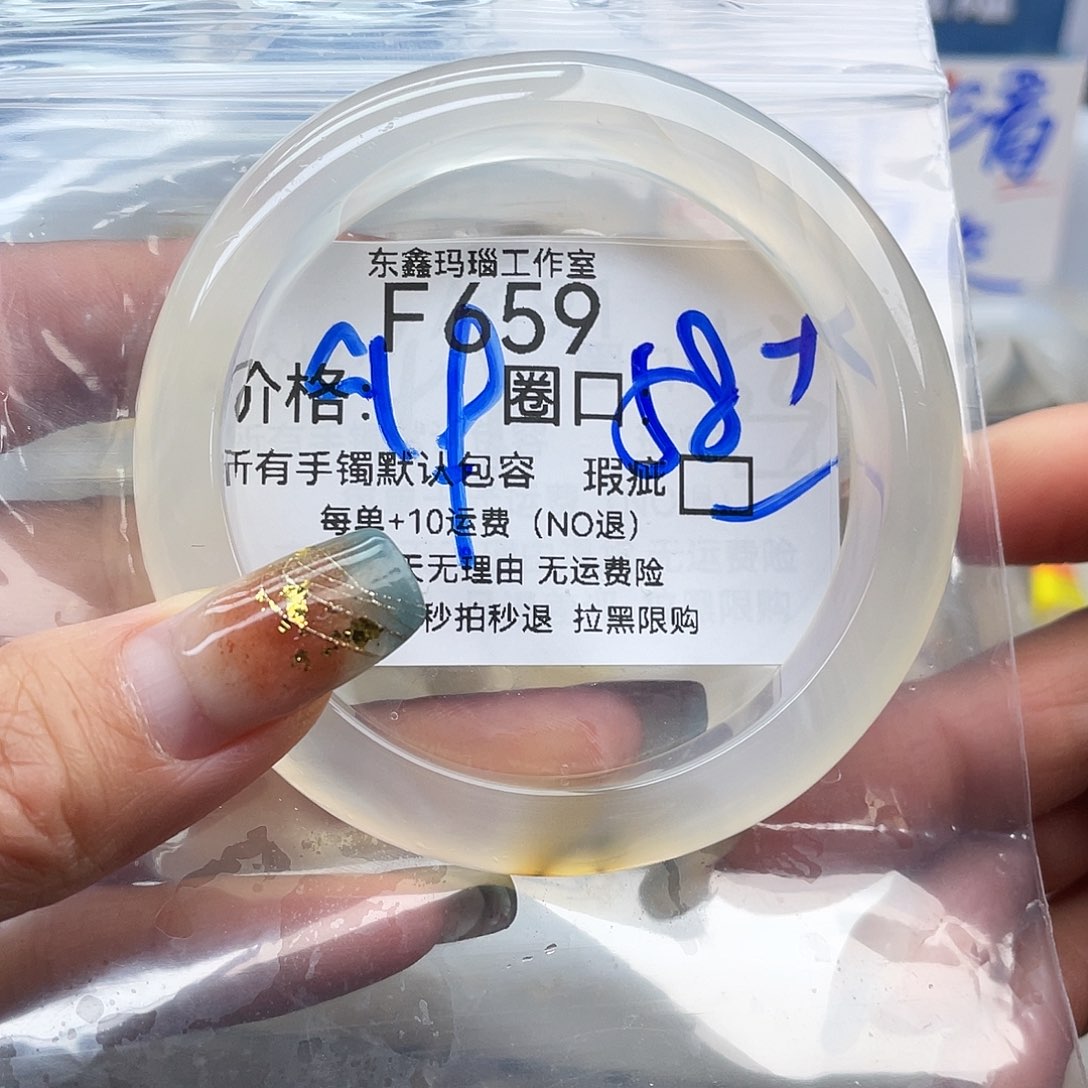 东鑫玛瑙工作室
F659
价格: 圈口: 58
所有手镯默认包容 瑕疵
每单+10运费（NO退）
天无理由 无运费险
秒拍秒退 拉黑限购